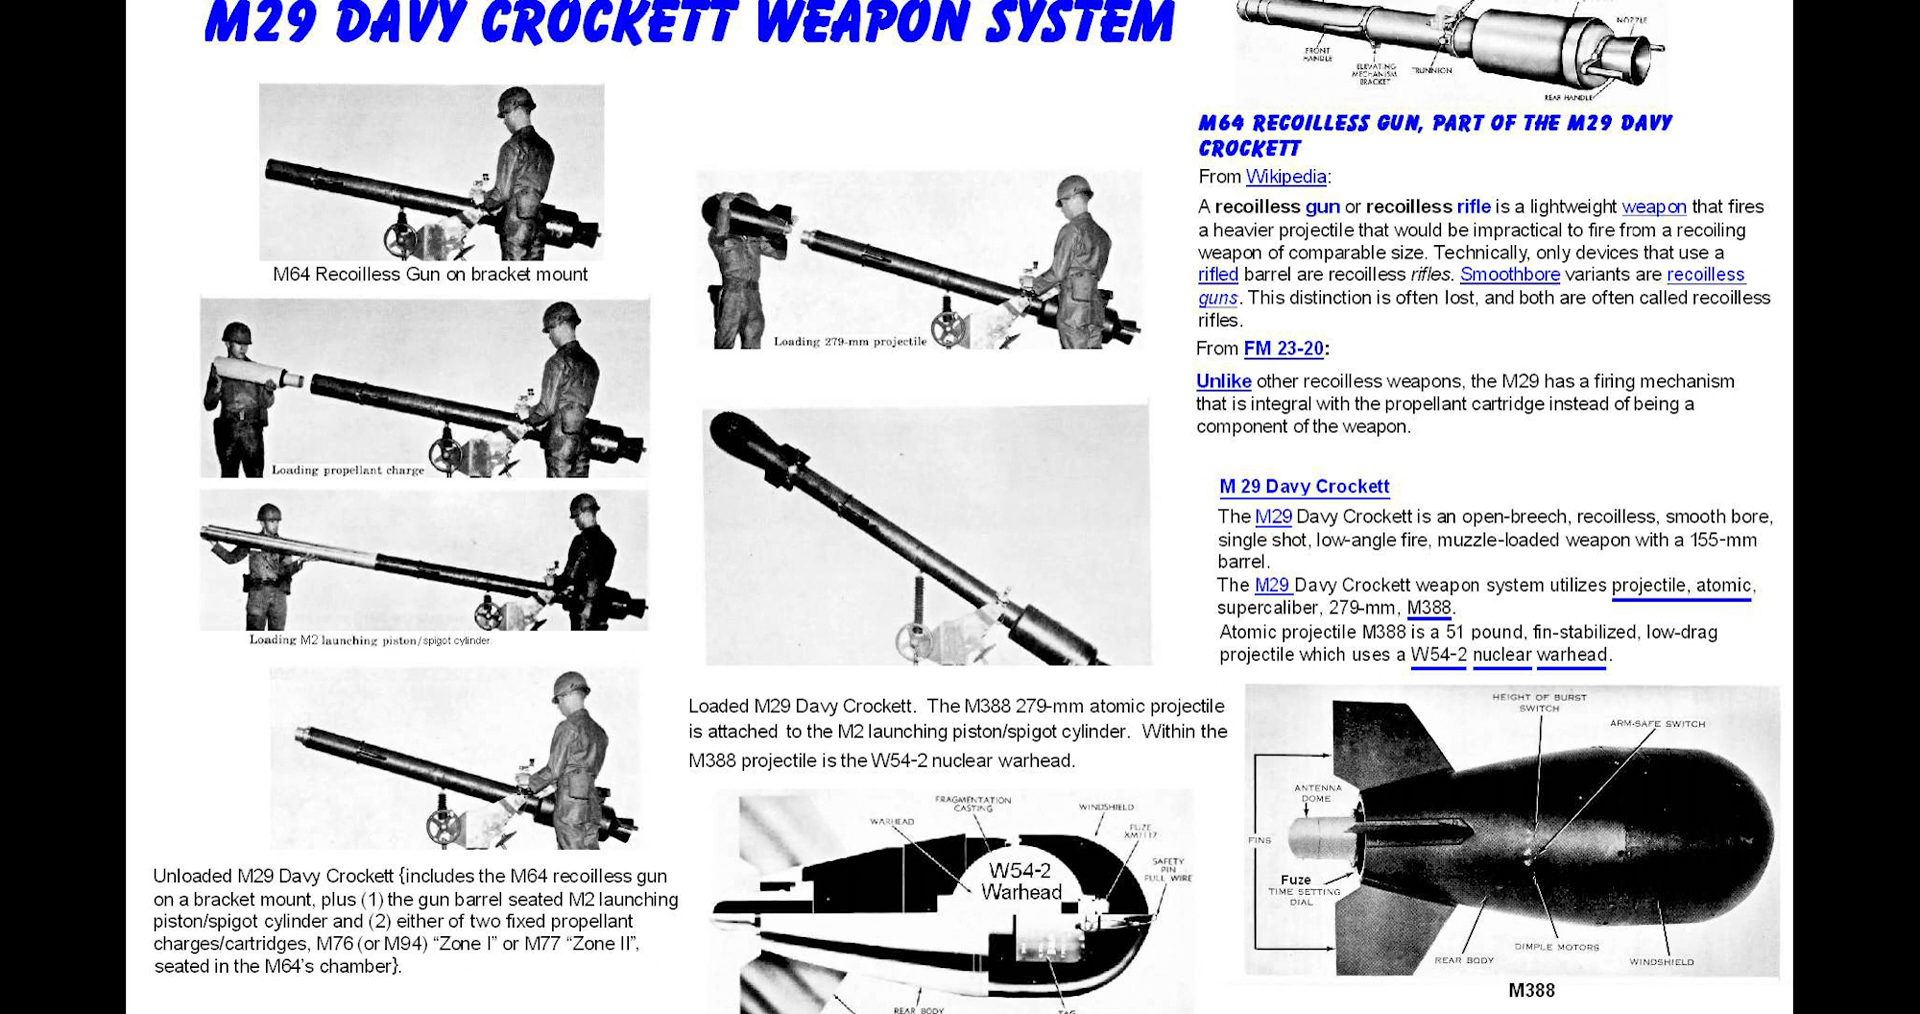 M29 DAVY CROCKETT WEAPON SYSTEM
M64 Recoilless Gun on bracket mount
Loading propellant charge
Loading M2 launching piston/spigot cylinder
Unloaded M29 Davy Crockett {includes the M64 recoilless gun
on a bracket mount, plus (1) the gun barrel seated M2 launching
piston/spigot cylinder and (2) either of two fixed propellant
charges/cartridges, M76 (or M94) “Zone I” or M77 “Zone II”,
seated in the M64’s chamber}.
Loading 279-mm projectile
Loaded M29 Davy Crockett. The M388 279-mm atomic projectile
is attached to the M2 launching piston/spigot cylinder. Within the
M388 projectile is the W54-2 nuclear warhead.
FRAGMENTATION
CASTING
WARHEAD
WINDSHIELD
FUZE
XM1117
SAFETY
PIN
PULL WIRE
W54-2
Warhead
REAR BODY
TAG
NOZZLE
FRONT
HANDLE
ELEVATING
MECHANISM
BRACKET
TRUNNION
REAR HANDLE
M64 RECOILLESS GUN, PART OF THE M29 DAVY
CROCKETT
From Wikipedia:
A recoilless gun or recoilless rifle is a lightweight weapon that fires
a heavier projectile that would be impractical to fire from a recoiling
weapon of comparable size. Technically, only devices that use a
rifled barrel are recoilless rifles. Smoothbore variants are recoilless
guns. This distinction is often lost, and both are often called recoilless
rifles.
From FM 23-20:
Unlike other recoilless weapons, the M29 has a firing mechanism
that is integral with the propellant cartridge instead of being a
component of the weapon.
M 29 Davy Crockett
The M29 Davy Crockett is an open-breech, recoilless, smooth bore,
single shot, low-angle fire, muzzle-loaded weapon with a 155-mm
barrel.
The M29 Davy Crockett weapon system utilizes projectile, atomic,
supercaliber, 279-mm, M388.
Atomic projectile M388 is a 51 pound, fin-stabilized, low-drag
projectile which uses a W54-2 nuclear warhead.
HEIGHT OF BURST
SWITCH
ARM-SAFE SWITCH
ANTENNA
DOME
FINS
Fuze
TIME SETTING
DIAL
DIMPLE MOTORS
REAR BODY
WINDSHIELD
M388